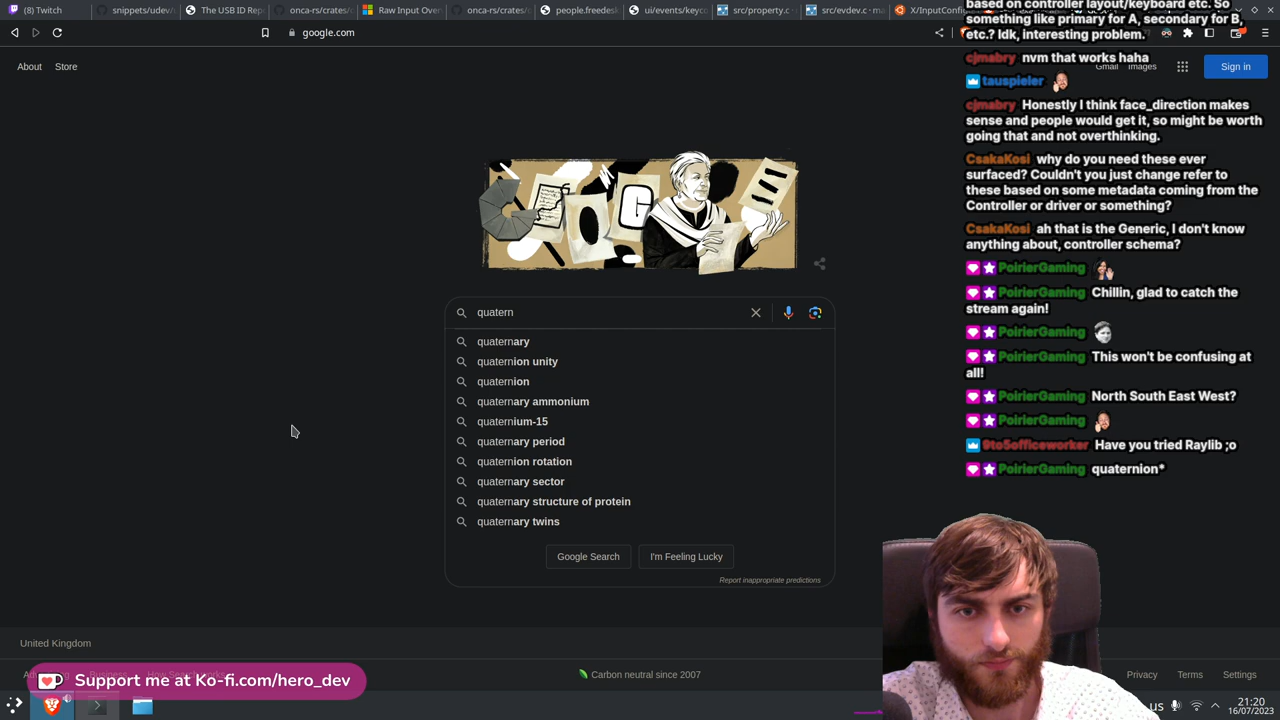 (8) Twitch
snippets/udev/
The USB ID Rep
onca-rs/crates/
Raw Input Over
onca-rs/crates/
people.freedesk
ui/events/keyco
src/property.c -
src/evdev.c - m
X/InputConfig
google.com
About
Store
Gmail
Images
Sign in
quatern
quaternary
quaternion unity
quaternion
quaternary ammonium
quaternium-15
quaternary period
quaternion rotation
quaternary sector
quaternary structure of protein
quaternary twins
Google Search
I'm Feeling Lucky
Report inappropriate predictions
based on controller layout/keyboard etc. So
something like primary for A, secondary for B,
etc.? Idk, interesting problem.
cjmabry nvm that works haha
tauspieler
cjmabry Honestly I think face_direction makes
sense and people would get it, so might be worth
going that and not overthinking.
CsakaKosi why do you need these ever
surfaced? Couldn't you just change refer to
these based on some metadata coming from the
Controller or driver or something?
CsakaKosi ah that is the Generic, I don't know
anything about, controller schema?
PoirierGaming
PoirierGaming Chillin, glad to catch the
stream again!
PoirierGaming
PoirierGaming This won't be confusing at
all!
PoirierGaming North South East West?
PoirierGaming
9to5officeworker Have you tried Raylib ;o
PoirierGaming quaternion*
United Kingdom
Support me at Ko-fi.com/hero_dev
Carbon neutral since 2007
Privacy
Terms
Settings
US
21:20
16/07/2023